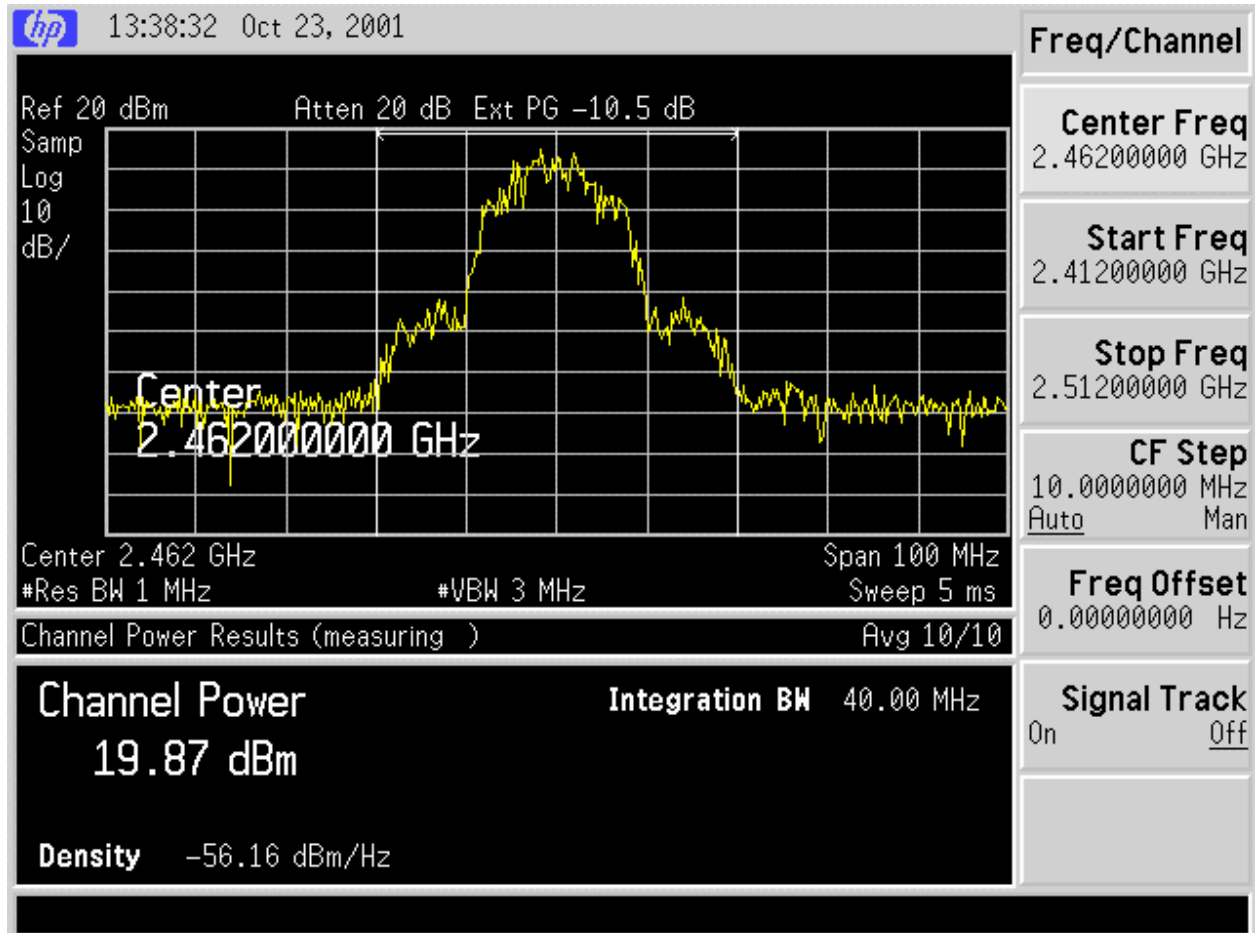 hp 13:38:32 Oct 23, 2001
Ref 20 dBm Atten 20 dB Ext PG -10.5 dB
Samp
Log
10
dB/
Center
2.462000000 GHz
Center 2.462 GHz Span 100 MHz
#Res BW 1 MHz #VBW 3 MHz Sweep 5 ms
Channel Power Results (measuring ) Avg 10/10
Channel Power Integration BW 40.00 MHz
19.87 dBm
Density -56.16 dBm/Hz
Freq/Channel
Center Freq
2.46200000 GHz
Start Freq
2.41200000 GHz
Stop Freq
2.51200000 GHz
CF Step
10.0000000 MHz
Auto Man
Freq Offset
0.00000000 Hz
Signal Track
On Off